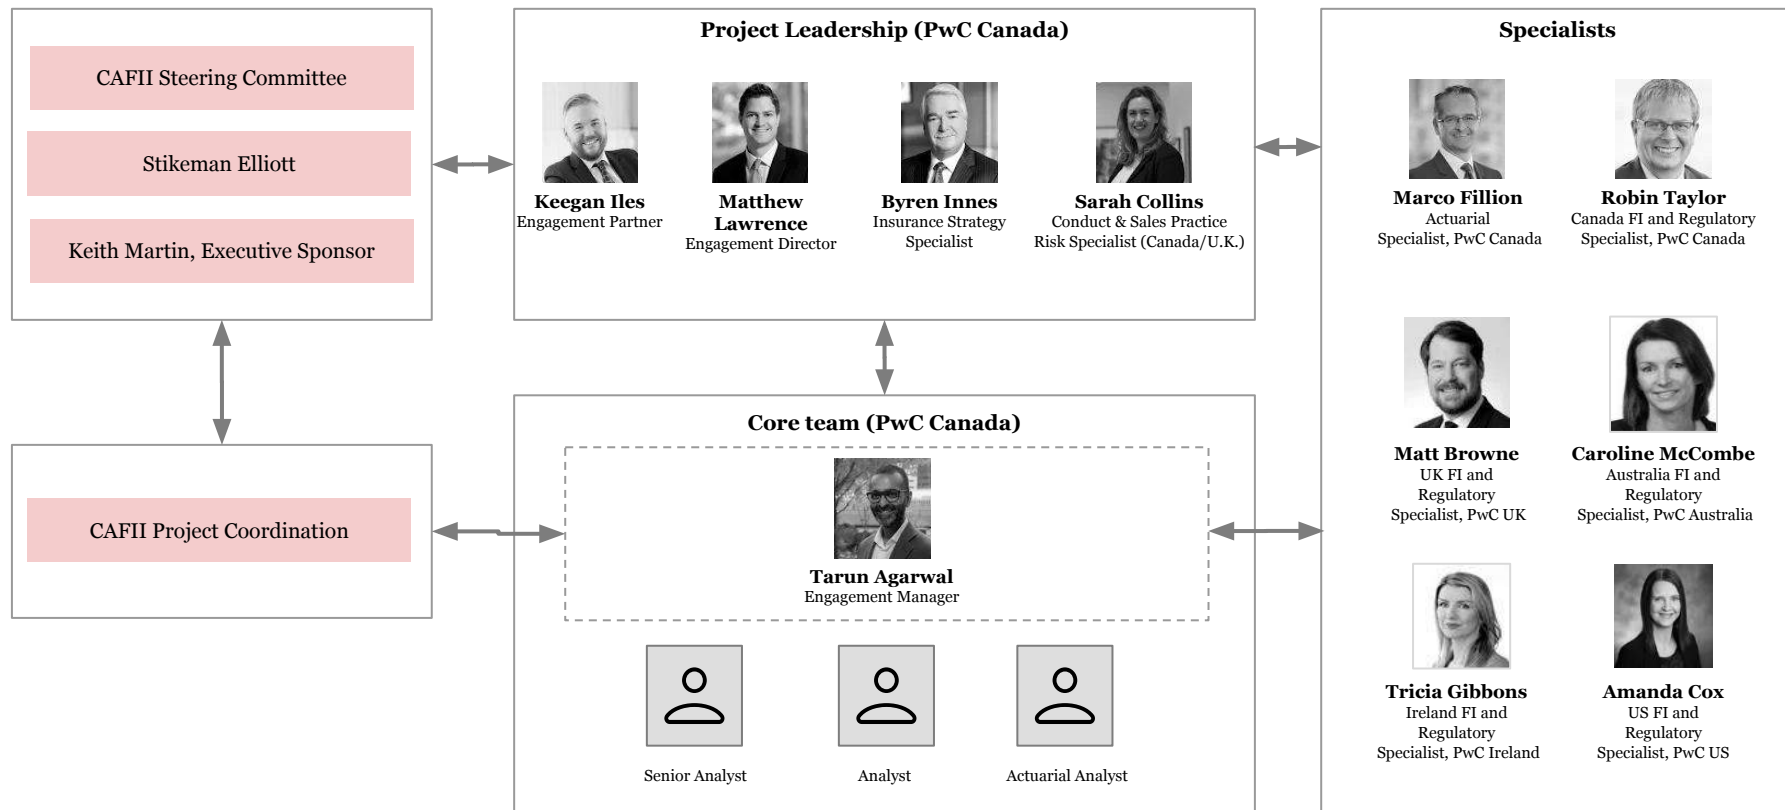 CAFII Steering Committee
Stikeman Elliott
Keith Martin, Executive Sponsor
CAFII Project Coordination
Project Leadership (PwC Canada)
Keegan Iles
Engagement Partner
Matthew
Lawrence
Engagement Director
Byren Innes
Insurance Strategy
Specialist
Sarah Collins
Conduct & Sales Practice
Risk Specialist (Canada/U.K.)
Core team (PwC Canada)
Tarun Agarwal
Engagement Manager
Senior Analyst
Analyst
Actuarial Analyst
Specialists
Marco Fillion
Actuarial
Specialist, PwC Canada
Robin Taylor
Canada FI and Regulatory
Specialist, PwC Canada
Matt Browne
UK FI and
Regulatory
Specialist, PwC UK
Caroline McCombe
Australia FI and
Regulatory
Specialist, PwC Australia
Tricia Gibbons
Ireland FI and
Regulatory
Specialist, PwC Ireland
Amanda Cox
US FI and
Regulatory
Specialist, PwC US